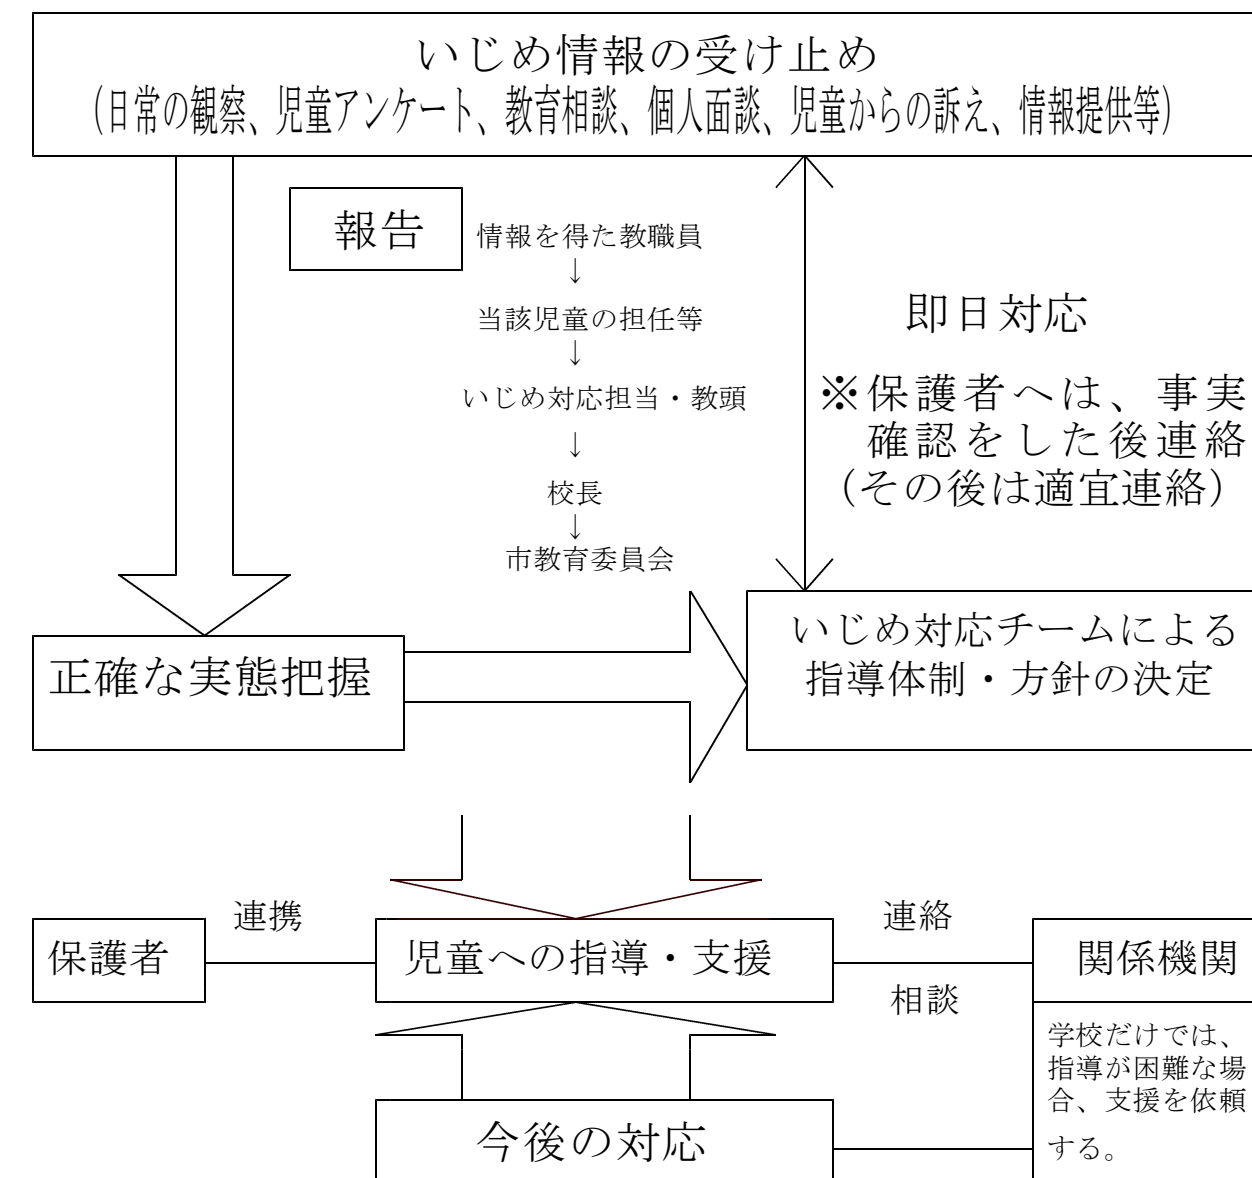 いじめ情報の受け止め
(日常の観察、児童アンケート、教育相談、個人面談、児童からの訴え、情報提供等)
報告
情報を得た教職員
↓
当該児童の担任等
↓
いじめ対応担当・教頭
↓
校長
↓
市教育委員会
即日対応
※保護者へは、事実
確認をした後連絡
(その後は適宜連絡)
正確な実態把握
いじめ対応チームによる
指導体制・方針の決定
保護者
連携
児童への指導・支援
連絡
相談
関係機関
学校だけでは、
指導が困難な場
合、支援を依頼
する。
今後の対応